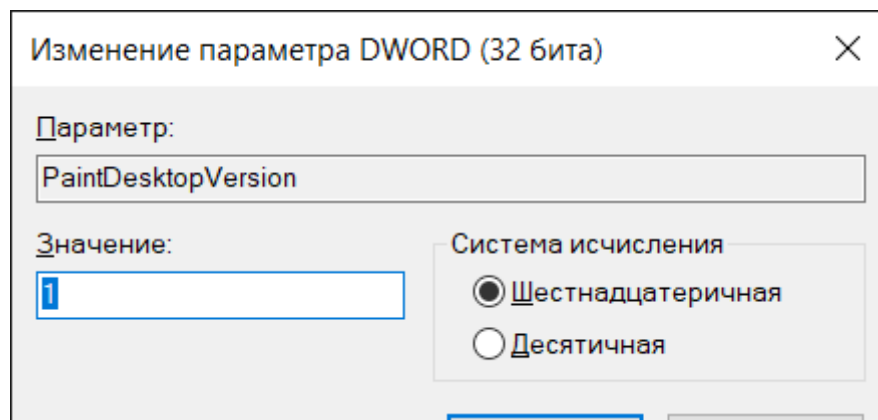 Изменение параметра DWORD (32 бита)
Параметр:
PaintDesktopVersion
Значение:
1
Система исчисления
Шестнадцатеричная
Десятичная